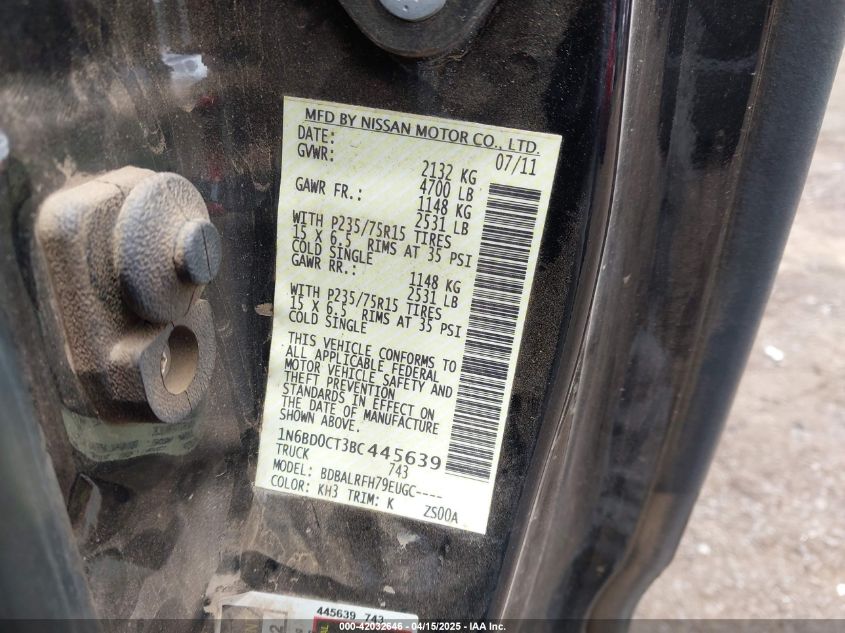 MFD BY NISSAN MOTOR CO., LTD.
DATE: 07/11
GVWR: 2132 KG
4700 LB
GAWR FR.: 1148 KG
2531 LB
WITH P235/75R15 TIRES
15 X 6.5 RIMS AT 35 PSI
COLD SINGLE
GAWR RR.: 1148 KG
2531 LB
WITH P235/75R15 TIRES
15 X 6.5 RIMS AT 35 PSI
COLD SINGLE
THIS VEHICLE CONFORMS TO
ALL APPLICABLE FEDERAL
MOTOR VEHICLE SAFETY AND
THEFT PREVENTION
STANDARDS IN EFFECT ON
THE DATE OF MANUFACTURE
SHOWN ABOVE.
1N6BD0CT3BC445639
TRUCK 743
MODEL: BDBALRFH79EUGC----
COLOR: KH3 TRIM: K ZS00A
445639 743
000-42032646 - 04/15/2025 - IAA Inc.